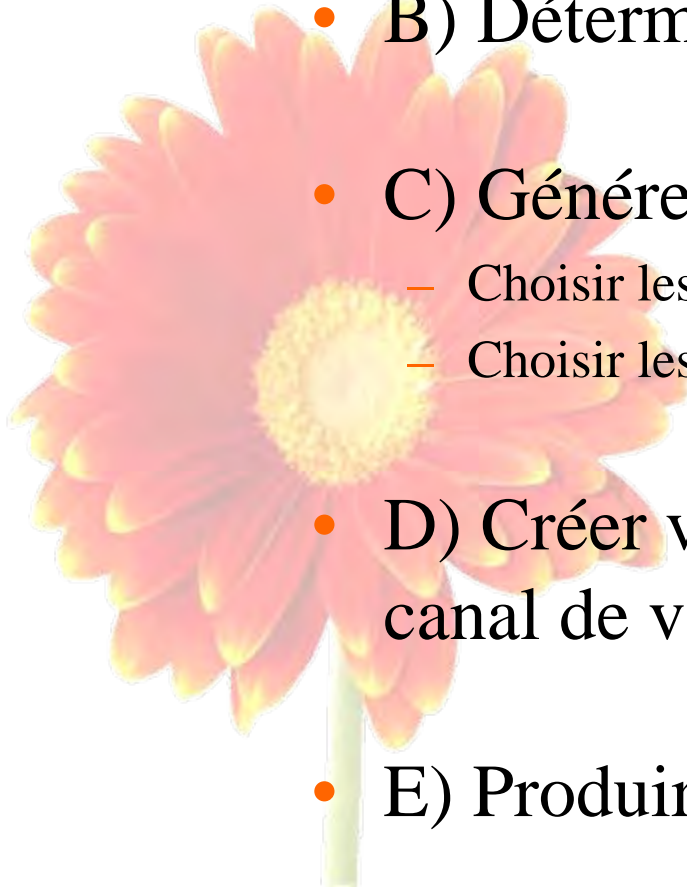 • B) Déterm
• C) Génére
– Choisir les
– Choisir les
• D) Créer v
canal de v
• E) Produir